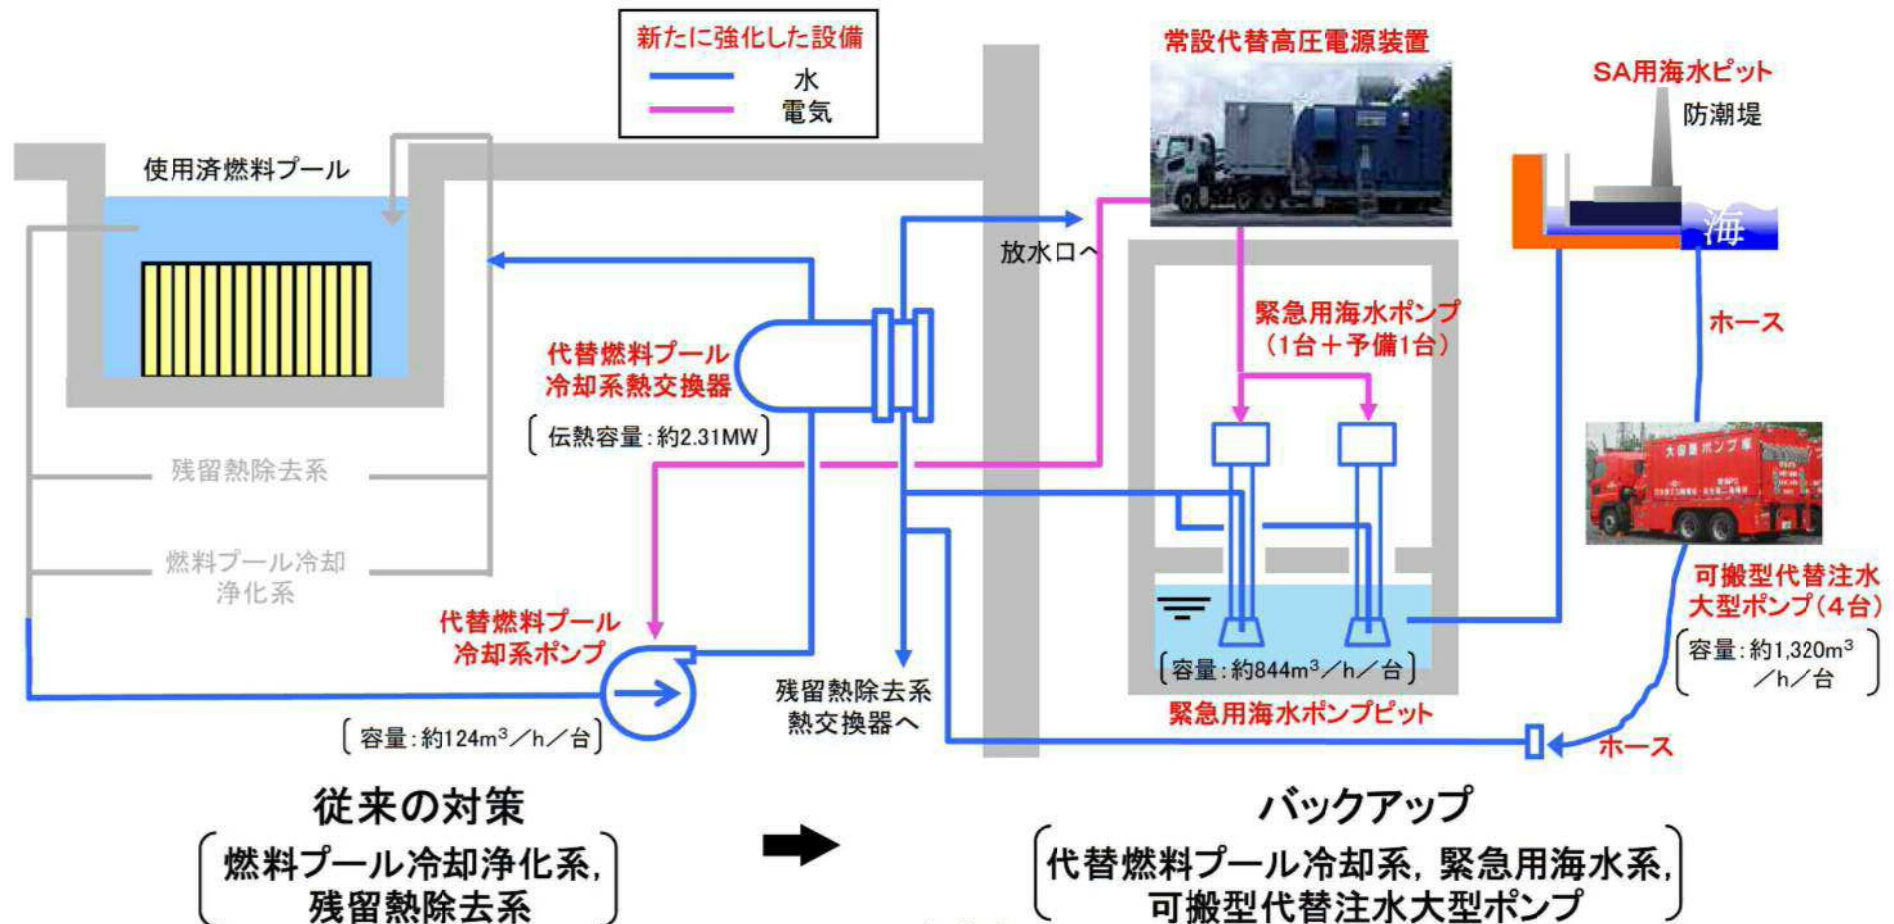 新たに強化した設備
水
電気
常設代替高圧電源装置
SA用海水ピット
防潮堤
使用済燃料プール
海
放水口へ
緊急用海水ポンプ
(1台+予備1台)
ホース
代替燃料プール
冷却系熱交換器
伝熱容量:約2.31MW
大容量ポンプ車
残留熱除去系
燃料プール冷却
浄化系
可搬型代替注水
大型ポンプ(4台)
代替燃料プール
冷却系ポンプ
容量:約1,320m³
/h/台
容量:約844m³/h/台
残留熱除去系
熱交換器へ
緊急用海水ポンプピット
容量:約124m³/h/台
ホース
従来の対策
燃料プール冷却浄化系,
残留熱除去系
バックアップ
代替燃料プール冷却系, 緊急用海水系,
可搬型代替注水大型ポンプ